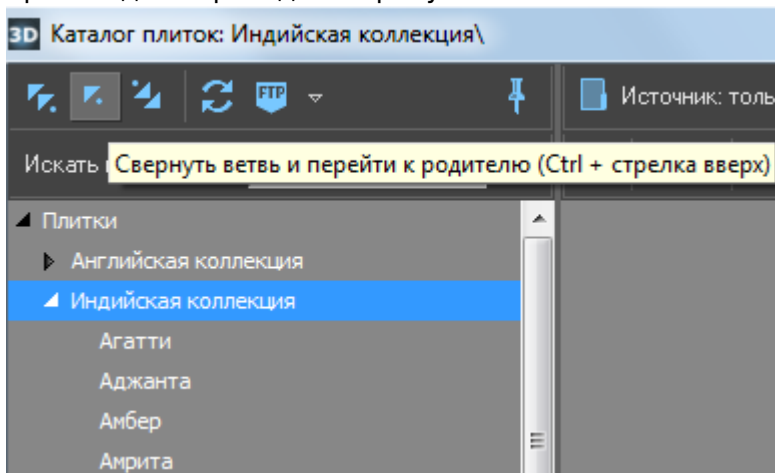 3D Каталог плиток: Индийская коллекция\
FTP
Источник: толь
Искать
Свернуть ветвь и перейти к родителю (Ctrl + стрелка вверх)
Плитки
Английская коллекция
Индийская коллекция
Агатти
Аджанта
Амбер
Амрита